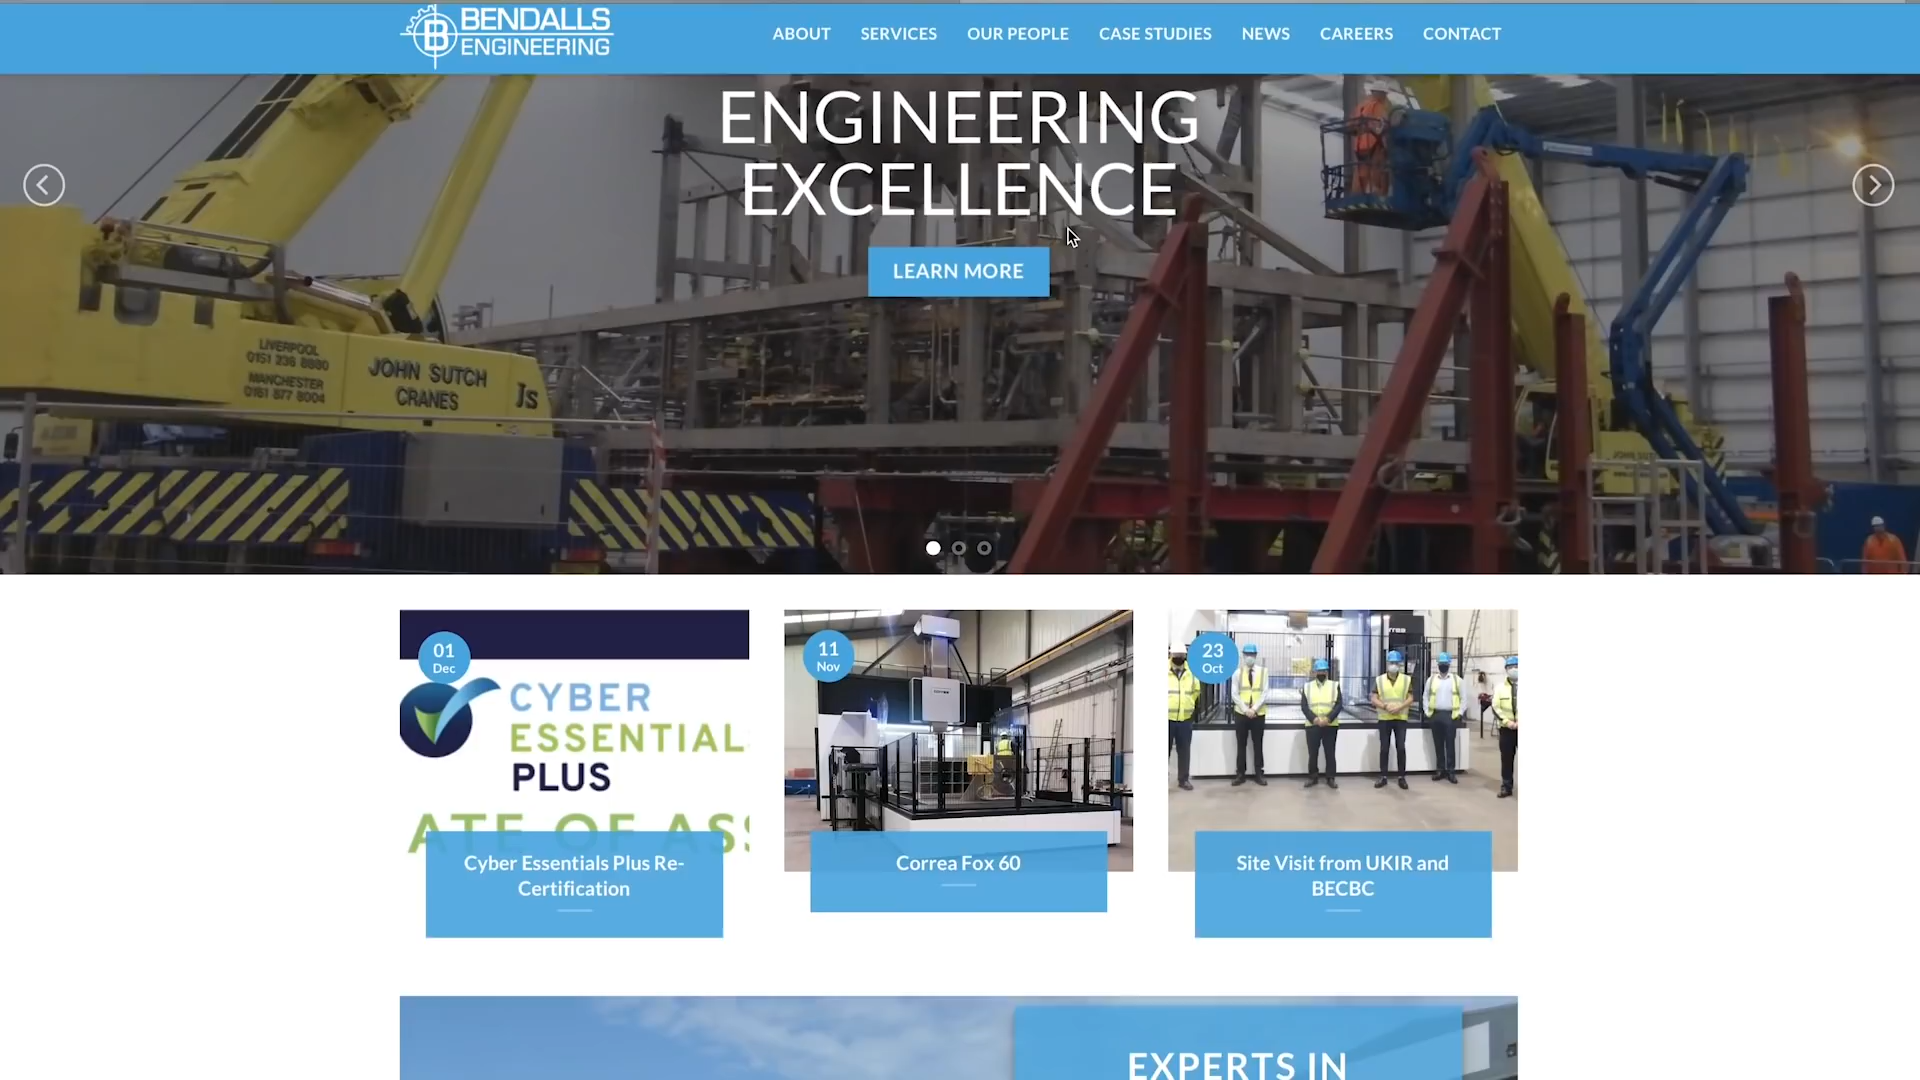 BENDALLS
ENGINEERING
ABOUT
SERVICES
OUR PEOPLE
CASE STUDIES
NEWS
CAREERS
CONTACT
ENGINEERING
EXCELLENCE
LEARN MORE
LIVERPOOL
0151 236 8880
MANCHESTER
0161 877 8004
JOHN SUTCH
CRANES
Js
01
Dec
CYBER
ESSENTIAL
PLUS
ATE OF ASS
Cyber Essentials Plus Re-
Certification
11
Nov
Correa Fox 60
23
Oct
Site Visit from UKIR and
BECBC
EXPERTS IN